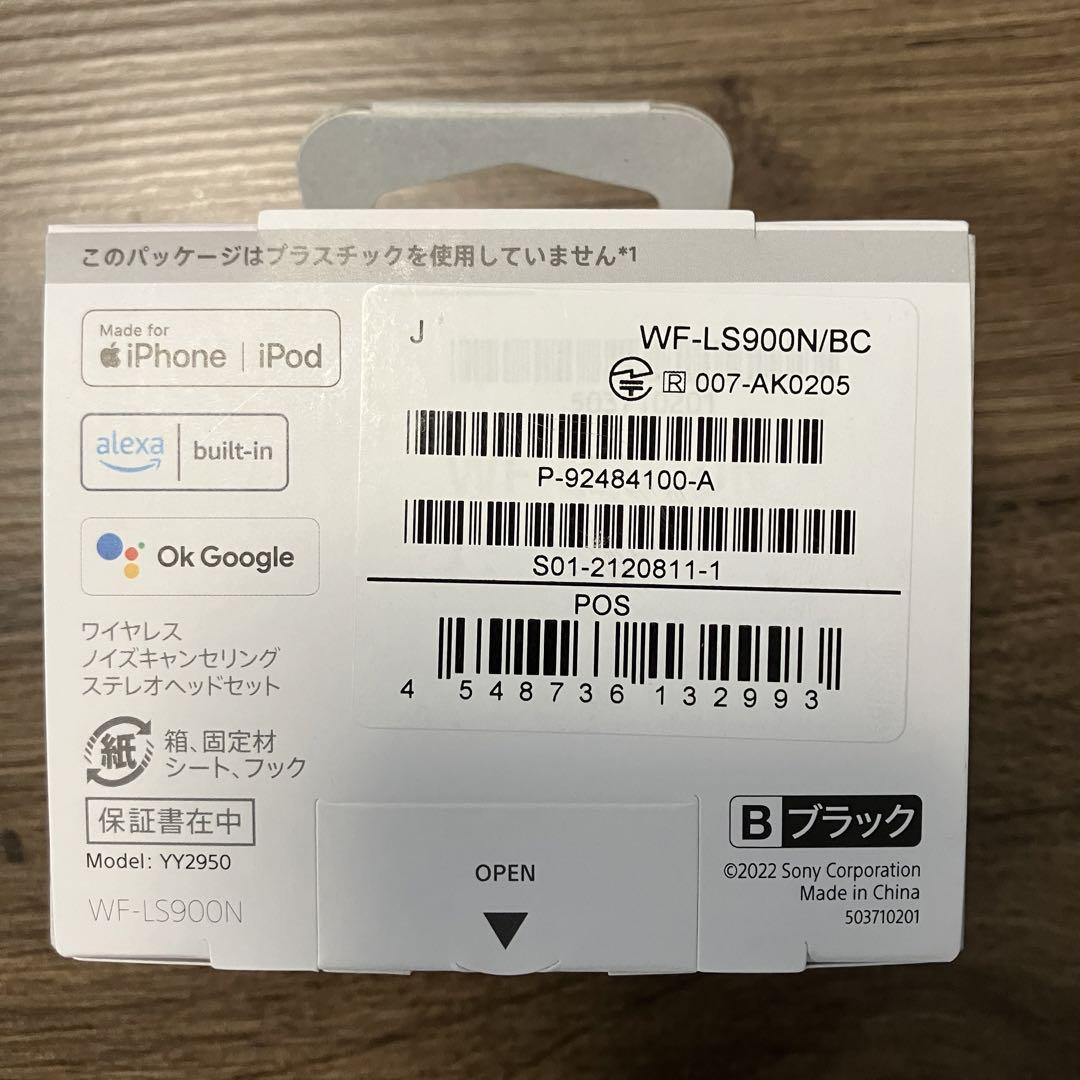 このパッケージはプラスチックを使用していません*1
Made for
iPhone | iPod
alexa | built-in
Ok Google
ワイヤレス
ノイズキャンセリング
ステレオヘッドセット
紙 箱、固定材
シート、フック
保証書在中
Model: YY2950
WF-LS900N
J
WF-LS900N/BC
R 007-AK0205
P-92484100-A
S01-2120811-1
POS
4 548736 132993
OPEN
B ブラック
©2022 Sony Corporation
Made in China
503710201